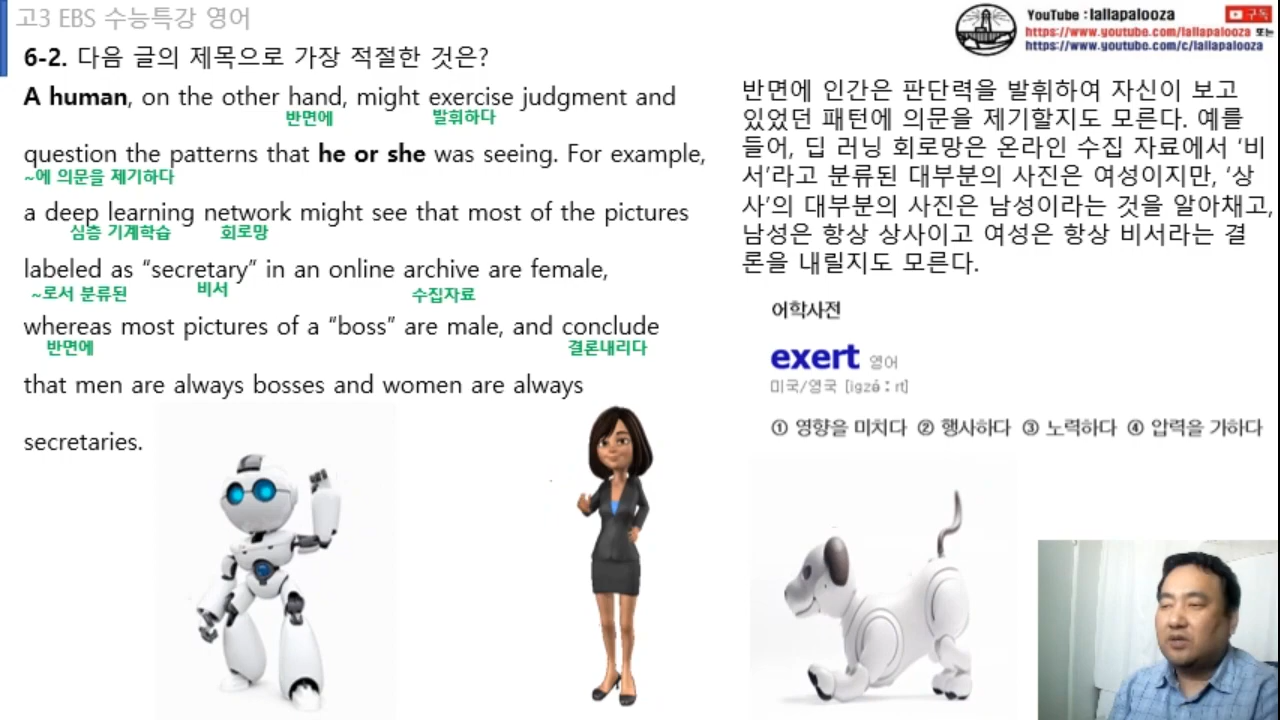 고3 EBS 수능특강 영어
YouTube : lallapalooza
구독
https://www.youtube.com/lallapalooza 또는
https://www.youtube.com/c/lallapalooza
6-2. 다음 글의 제목으로 가장 적절한 것은?
A human, on the other hand, might exercise judgment and
반면에 발휘하다
question the patterns that he or she was seeing. For example,
~에 의문을 제기하다
a deep learning network might see that most of the pictures
심층 기계학습 회로망
labeled as “secretary” in an online archive are female,
~로서 분류된 비서 수집자료
whereas most pictures of a “boss” are male, and conclude
반면에 결론내리다
that men are always bosses and women are always
secretaries.
반면에 인간은 판단력을 발휘하여 자신이 보고
있었던 패턴에 의문을 제기할지도 모른다. 예를
들어, 딥 러닝 회로망은 온라인 수집 자료에서 ‘비
서’라고 분류된 대부분의 사진은 여성이지만, ‘상
사’의 대부분의 사진은 남성이라는 것을 알아채고,
남성은 항상 상사이고 여성은 항상 비서라는 결
론을 내릴지도 모른다.
어학사전
exert 영어
미국/영국 [iɡzə́ːrt]
① 영향을 미치다 ② 행사하다 ③ 노력하다 ④ 압력을 가하다